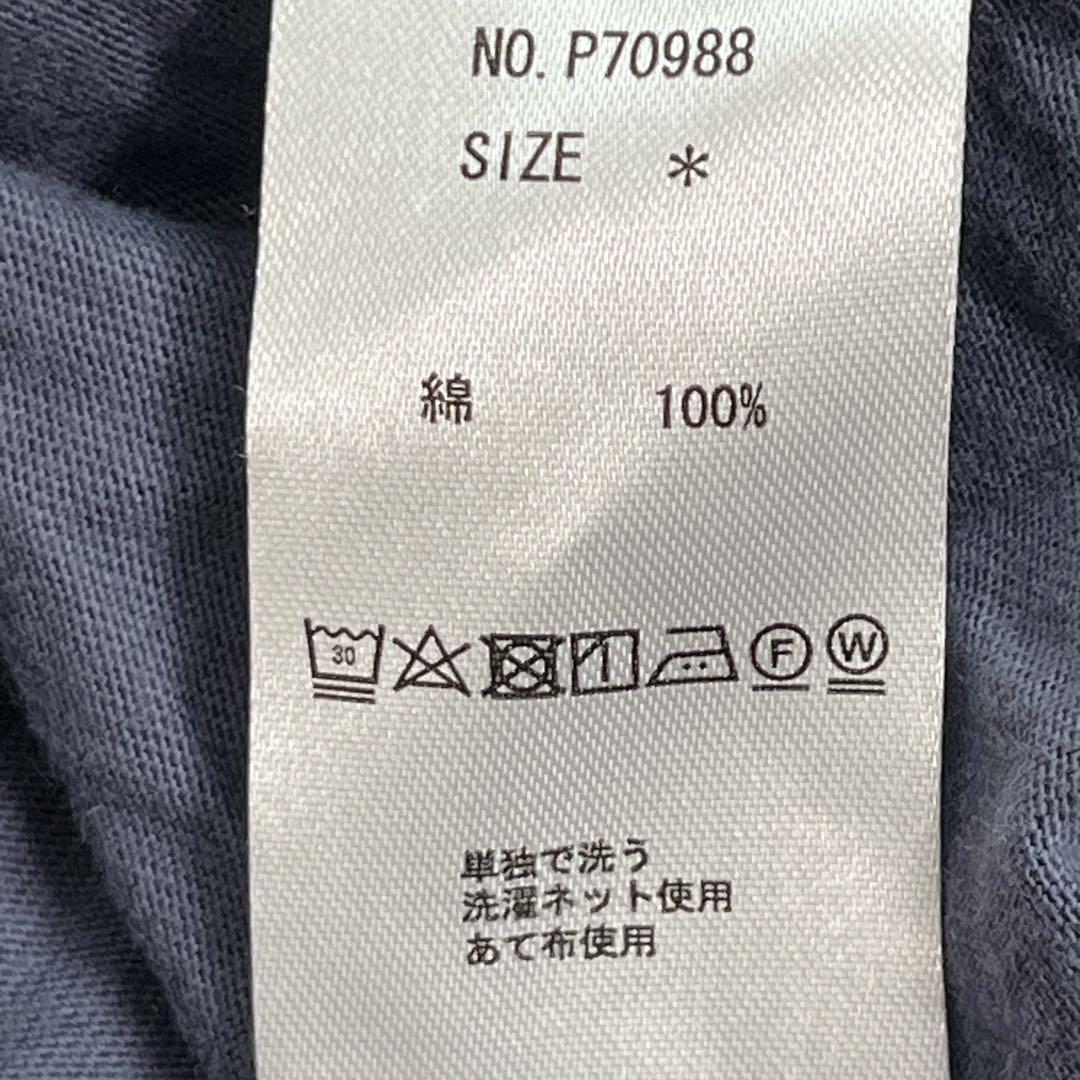 NO. P70988
SIZE *
綿 100%
30 F W
単独で洗う
洗濯ネット使用
あて布使用